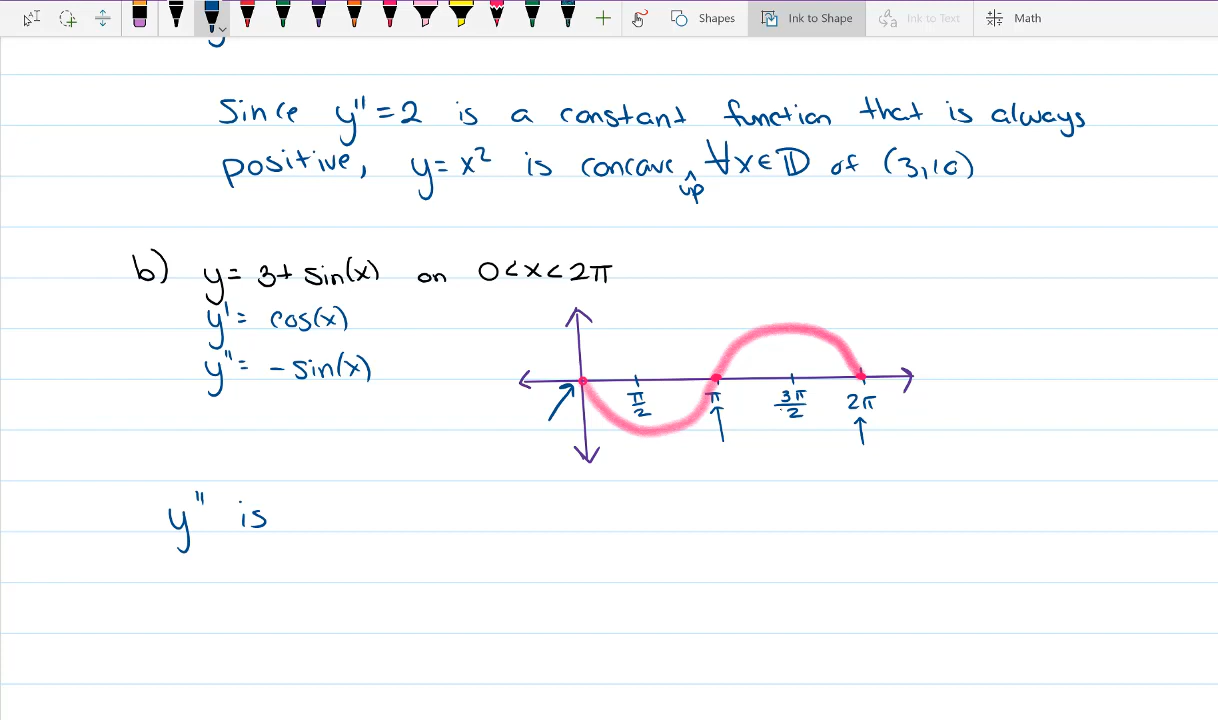 Shapes Ink to Shape Ink to Text Math
y
Since y" = 2 is a constant function that is always
positive, y = x² is concave ∀x∈𝔻 of (3,10)
^
up
b) y = 3 + sin(x) on 0 < x < 2π
y' = cos(x)
y" = - sin(x)
π/2 π 3π/2 2π
y" is